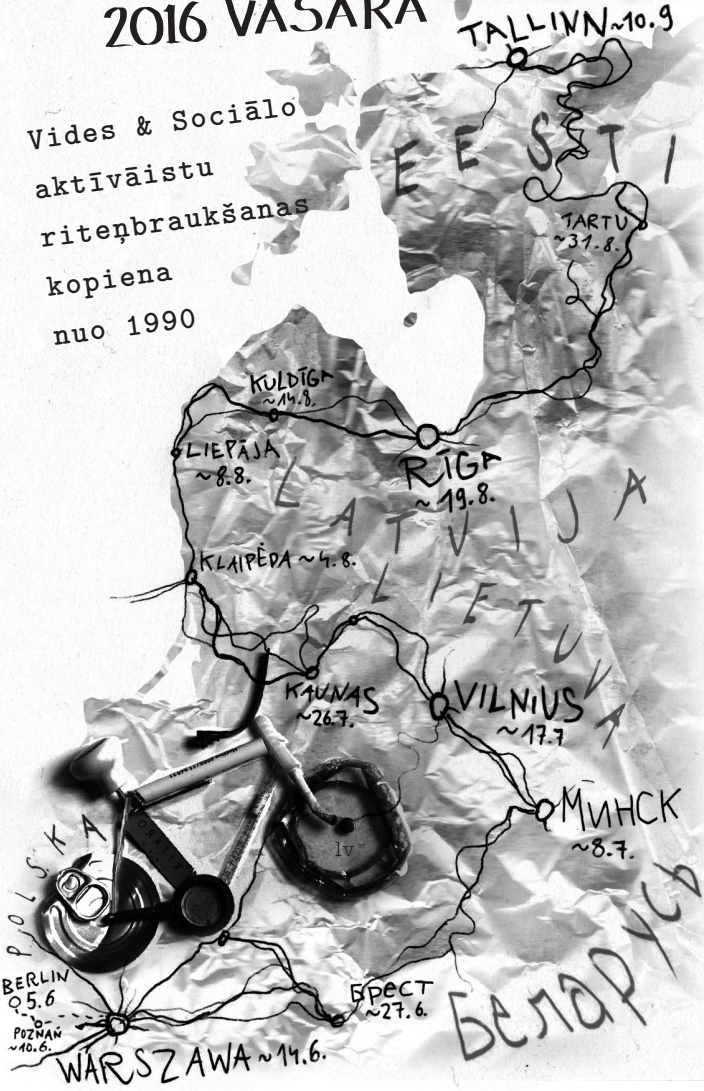 2016 VASARA
Vides & Sociālo
aktīvāistu
riteņbraukšanas
kopiena
nuo 1990
TALLINN ~10.9
EESTI
TARTU
~31.8.
KULDĪGA
~14.8.
LIEPĀJA
~8.8.
RĪGA
~19.8.
LATVIJA
KLAIPĖDA ~4.8.
LIETUVA
KAUNAS
~26.7.
VILNIUS
~17.7
МИНСК
~8.7.
POLSKA
lv
Беларусь
BERLIN
5.6
POZNAŃ
~10.6.
БРЕСТ
~27.6.
WARSZAWA ~14.6.